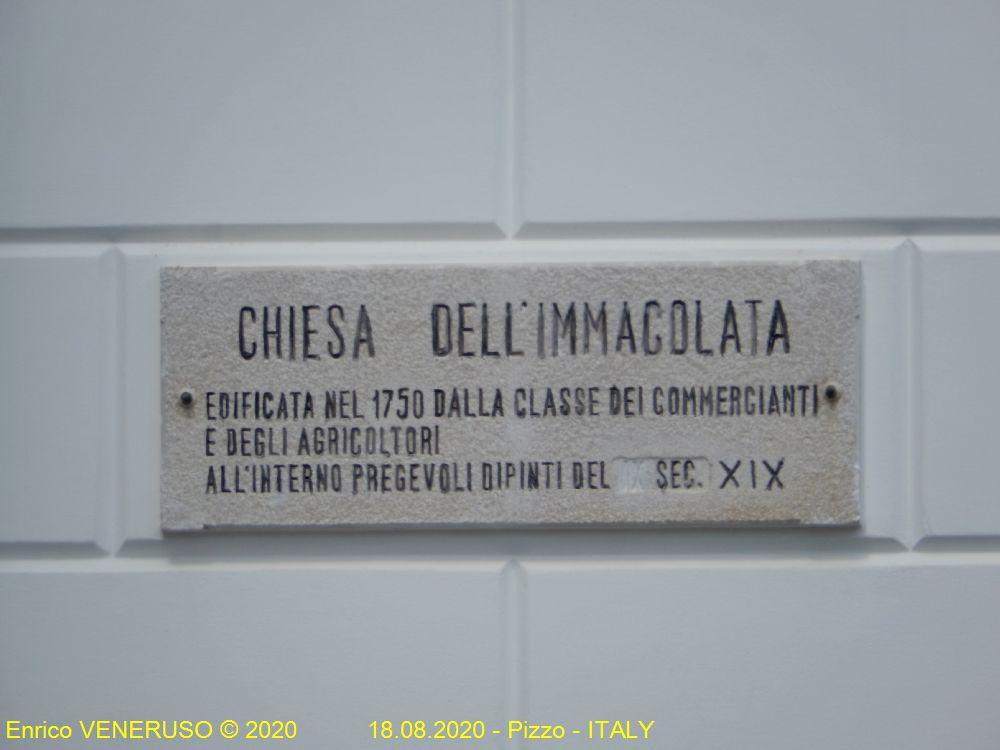 CHIESA DELL'IMMACOLATA
EDIFICATA NEL 1750 DALLA CLASSE DEI COMMERCIANTI
E DEGLI AGRICOLTORI
ALL'INTERNO PREGEVOLI DIPINTI DEL SEC. XIX
Enrico VENERUSO © 2020 18.08.2020 - Pizzo - ITALY